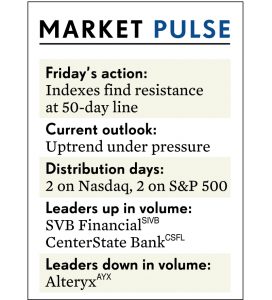 MARKET PULSE
Friday's action:
Indexes find resistance
at 50-day line
Current outlook:
Uptrend under pressure
Distribution days:
2 on Nasdaq, 2 on S&P 500
Leaders up in volume:
SVB Financial SIVB
CenterState Bank CSFL
Leaders down in volume:
Alteryx AYX